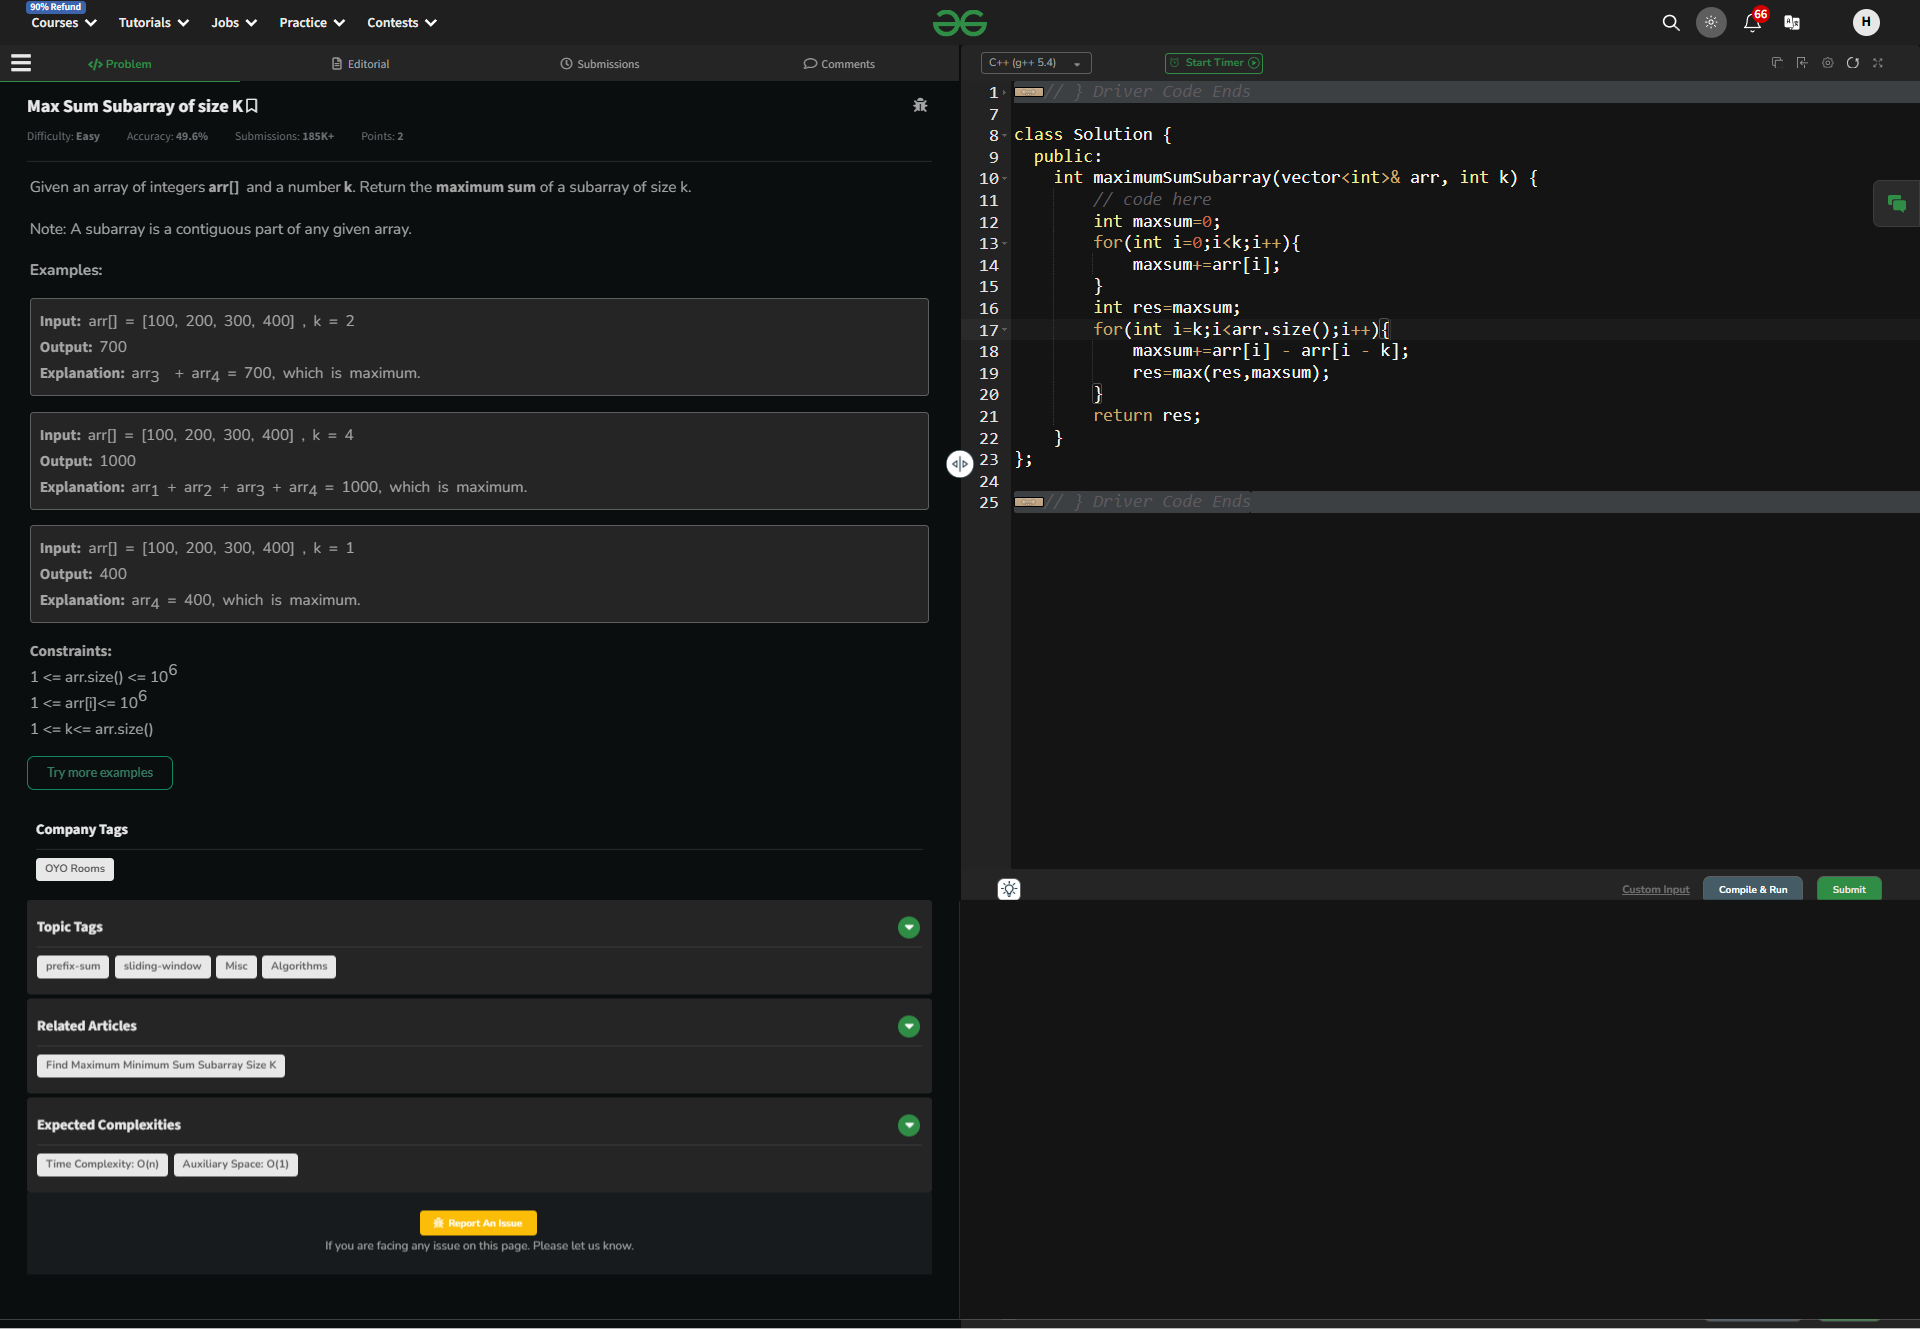 90% Refund
Courses Tutorials Jobs Practice Contests
66
H
</> Problem
Editorial
Submissions
Comments
Max Sum Subarray of size K
Difficulty: Easy Accuracy: 49.6% Submissions: 185K+ Points: 2
Given an array of integers arr[] and a number k. Return the maximum sum of a subarray of size k.
Note: A subarray is a contiguous part of any given array.
Examples:
Input: arr[] = [100, 200, 300, 400] , k = 2
Output: 700
Explanation: arr3 + arr4 = 700, which is maximum.
Input: arr[] = [100, 200, 300, 400] , k = 4
Output: 1000
Explanation: arr1 + arr2 + arr3 + arr4 = 1000, which is maximum.
Input: arr[] = [100, 200, 300, 400] , k = 1
Output: 400
Explanation: arr4 = 400, which is maximum.
Constraints:
1 <= arr.size() <= 10^6
1 <= arr[i]<= 10^6
1 <= k<= arr.size()
Try more examples
Company Tags
OYO Rooms
Topic Tags
prefix-sum sliding-window Misc Algorithms
Related Articles
Find Maximum Minimum Sum Subarray Size K
Expected Complexities
Time Complexity: O(n) Auxiliary Space: O(1)
Report An Issue
If you are facing any issue on this page. Please let us know.
C++ (g++ 5.4)
Start Timer
1 // } Driver Code Ends
7
8 class Solution {
9 public:
10 int maximumSumSubarray(vector<int>& arr, int k) {
11 // code here
12 int maxsum=0;
13 for(int i=0;i<k;i++){
14 maxsum+=arr[i];
15 }
16 int res=maxsum;
17 for(int i=k;i<arr.size();i++){
18 maxsum+=arr[i] - arr[i - k];
19 res=max(res,maxsum);
20 }
21 return res;
22 }
23 };
24
25 // } Driver Code Ends
Custom Input
Compile & Run
Submit